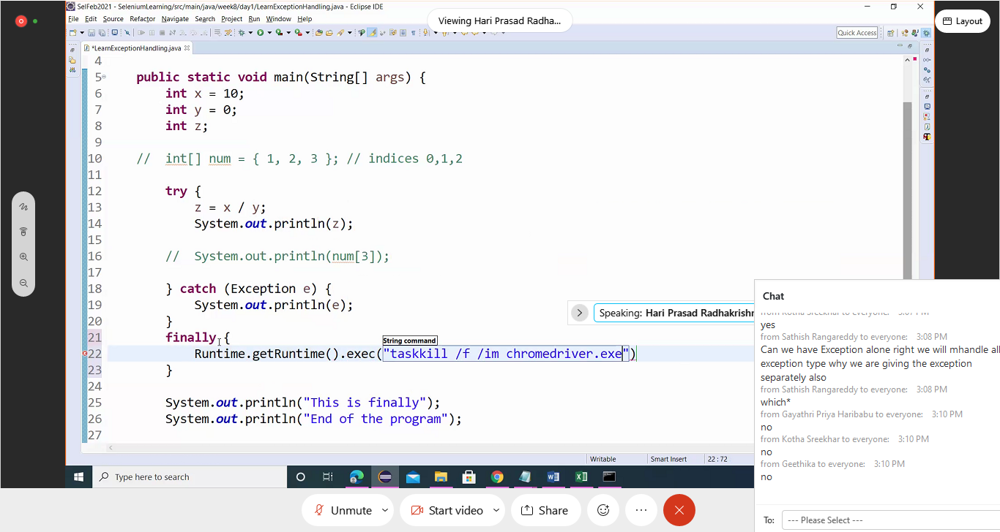 SelFeb2021 - SeleniumLearning/src/main/java/week8/day1/LearnExceptionHandling.java - Eclipse IDE
Viewing Hari Prasad Radha...
Layout
File Edit Source Refactor Navigate Search Project Run Window Help
Quick Access
*LearnExceptionHandling.java
4
5 public static void main(String[] args) {
6 int x = 10;
7 int y = 0;
8 int z;
9
10 // int[] num = { 1, 2, 3 }; // indices 0,1,2
11
12 try {
13 z = x / y;
14 System.out.println(z);
15
16 // System.out.println(num[3]);
17
18 } catch (Exception e) {
19 System.out.println(e);
20 }
21 finally {
String command
22 Runtime.getRuntime().exec("taskkill /f /im chromedriver.exe")
23 }
24
25 System.out.println("This is finally");
26 System.out.println("End of the program");
27
Speaking: Hari Prasad Radhakrishn
Writable Smart Insert 22 : 72
Type here to search
Unmute Start video Share
Chat
yes
from Sathish Rangareddy to everyone: 3:08 PM
Can we have Exception alone right we will mhandle all
exception type why we are giving the exception
separately also
from Sathish Rangareddy to everyone: 3:08 PM
which*
from Gayathri Priya Haribabu to everyone: 3:10 PM
no
from Kotha Sreekhar to everyone: 3:10 PM
no
from Geethika to everyone: 3:10 PM
no
To: --- Please Select ---